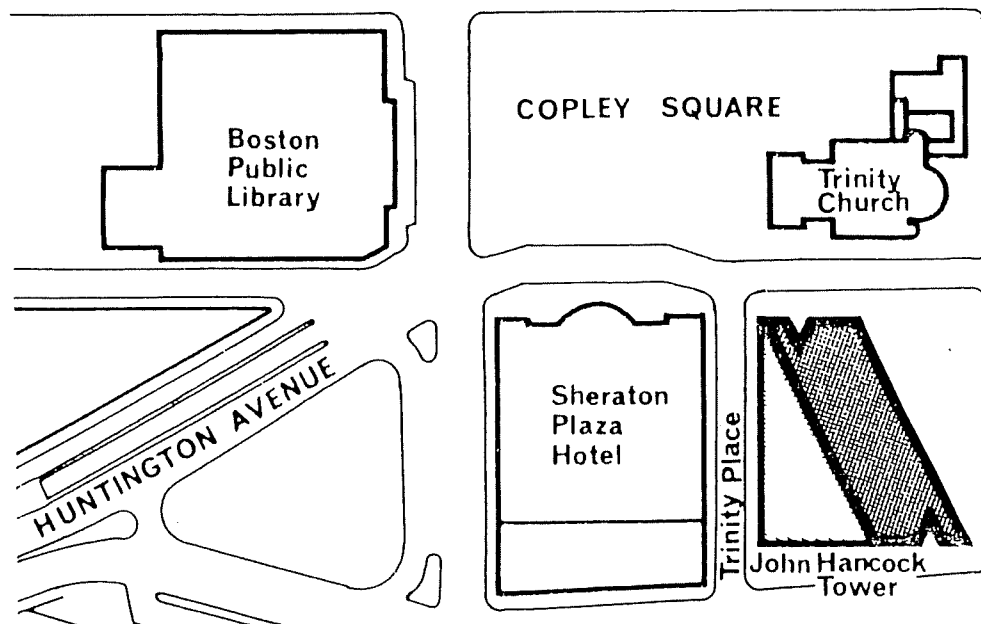 Boston
Public
Library
COPLEY SQUARE
Trinity
Church
HUNTINGTON AVENUE
Sheraton
Plaza
Hotel
Trinity Place
John Hancock
Tower